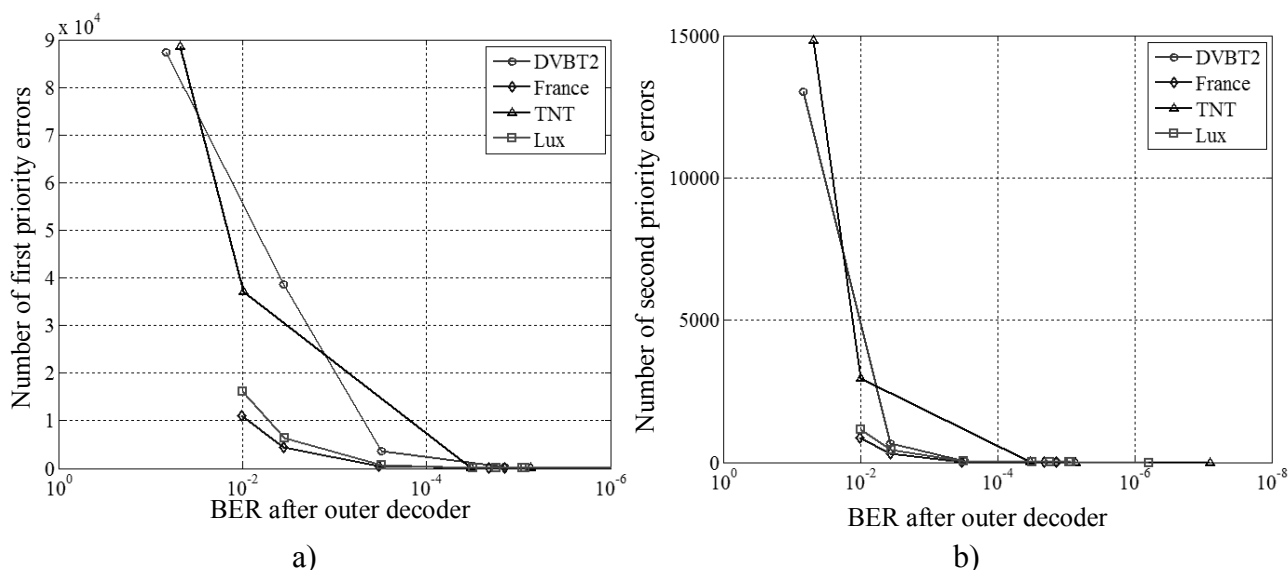 x 10^4
9
8
7
6
5
4
3
2
1
0
Number of first priority errors
10^0
10^-2
10^-4
10^-6
BER after outer decoder
DVBT2
France
TNT
Lux
a)
15000
10000
5000
0
Number of second priority errors
10^0
10^-2
10^-4
10^-6
10^-8
BER after outer decoder
DVBT2
France
TNT
Lux
b)